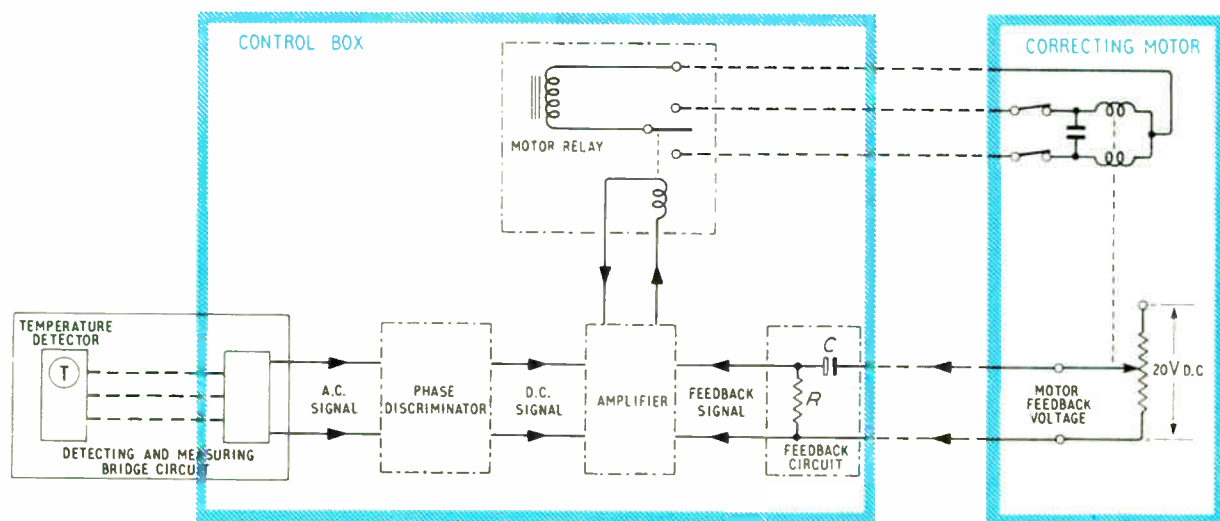 CONTROL BOX
CORRECTING MOTOR
MOTOR RELAY
TEMPERATURE
DETECTOR
T
A.C.
SIGNAL
PHASE
DISCRIMINATOR
D.C.
SIGNAL
AMPLIFIER
FEEDBACK
SIGNAL
C
R
FEEDBACK
CIRCUIT
MOTOR
FEEDBACK
VOLTAGE
20V D.C
DETECTING AND MEASURING
BRIDGE CIRCUIT